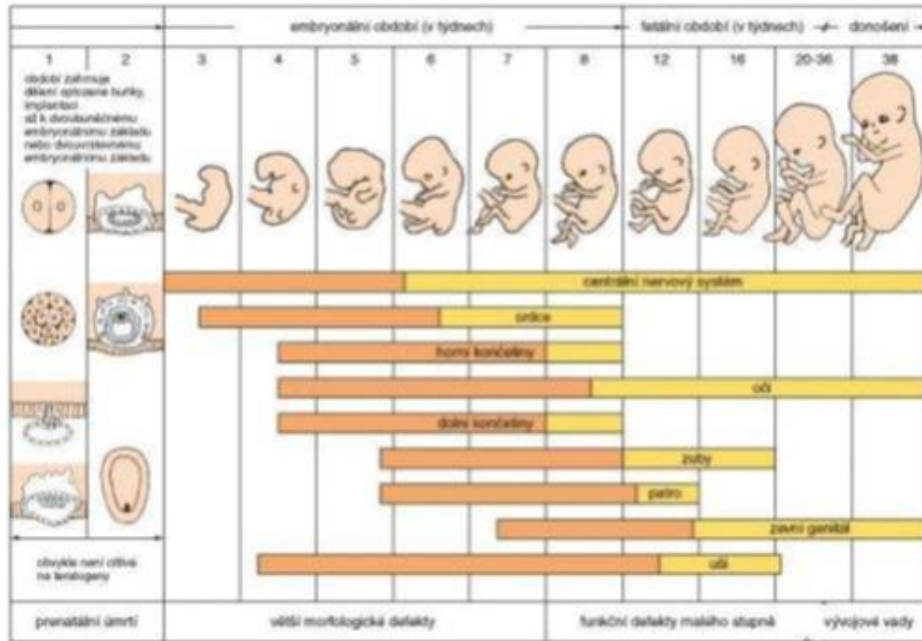 embryonální období (v týdnech)
fetální období (v týdnech)
donošení
1 2 3 4 5 6 7 8 12 16 20-36 38
období zahrnuje
dělení oplozené buňky,
implantaci
až k dvoubuněčnému
embryonálnímu základu
nebo dvouvrstevnému
embryonálnímu základu
centrální nervový systém
srdce
horní končetiny
oči
dolní končetiny
zuby
patro
zevní genitál
uši
obvykle není citlivé
na teratogeny
prenatální úmrtí
větší morfologické defekty
funkční defekty malého stupně
vývojové vady